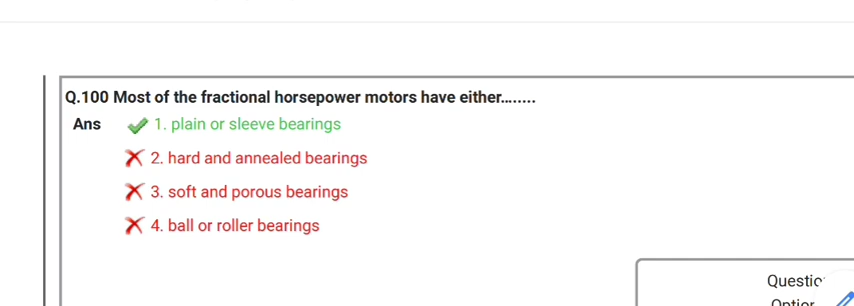 Q.100 Most of the fractional horsepower motors have either........
Ans 1. plain or sleeve bearings
2. hard and annealed bearings
3. soft and porous bearings
4. ball or roller bearings